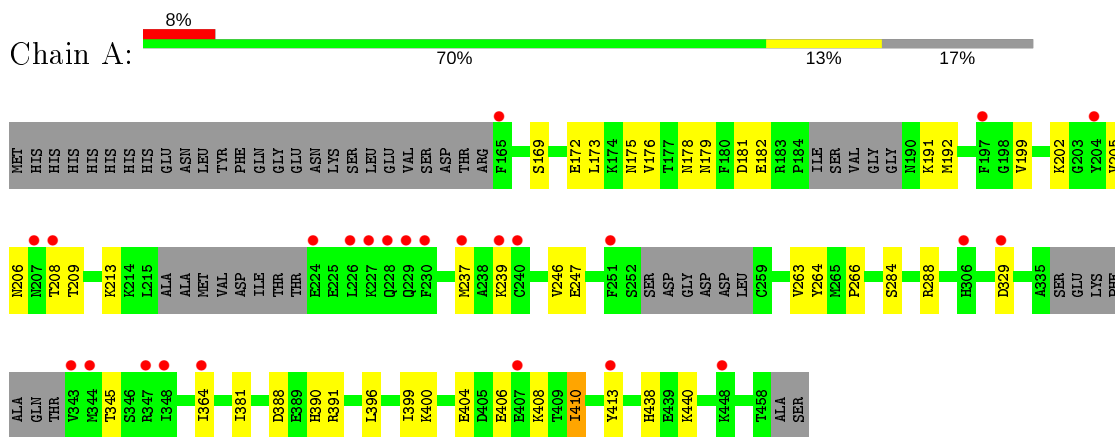 8%
Chain A:
70% 13% 17%
MET HIS HIS HIS HIS HIS HIS HIS GLU ASN LEU TYR PHE GLN GLY GLU ASN LYS SER LEU GLU VAL SER ASP THR ARG F165 S169 E172 L173 K174 N175 V176 T177 N178 N179 F180 D181 E182 R183 P184 ILE SER VAL GLY GLY N190 K191 M192 F197 G198 V199 K202 G203 Y204 V205
N206 N207 T208 T209 K213 K214 L215 ALA ALA MET VAL ASP ILE THR THR E224 E225 L226 K227 Q228 Q229 F230 M237 A238 K239 C240 V246 E247 F251 S252 SER ASP GLY ASP ASP LEU C259 V263 Y264 M265 P266 S284 R288 H306 D329 A335 SER GLU LYS PHE
ALA GLN THR V343 M344 T345 S346 R347 I348 I364 I381 D388 E389 H390 R391 L396 I399 K400 E404 D405 E406 E407 K408 T409 I410 Y413 H438 E439 K440 K448 T458 ALA SER